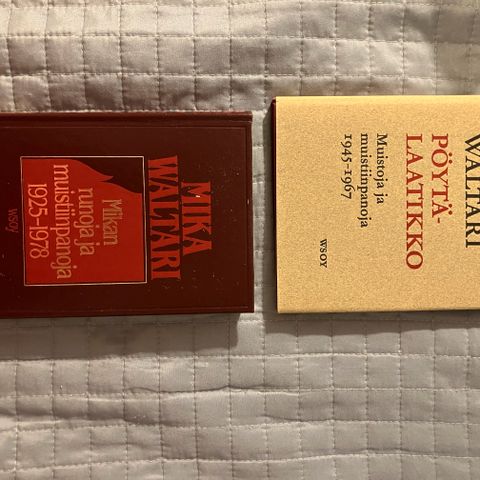 MIKA
WALTARI
Mikan
runoja ja
muistiinpanoja
1925-1978
WSOY
WALTARI
PÖYTÄ-
LAATIKKO
Muistoja ja
muistiinpanoja
1945-1967
WSOY